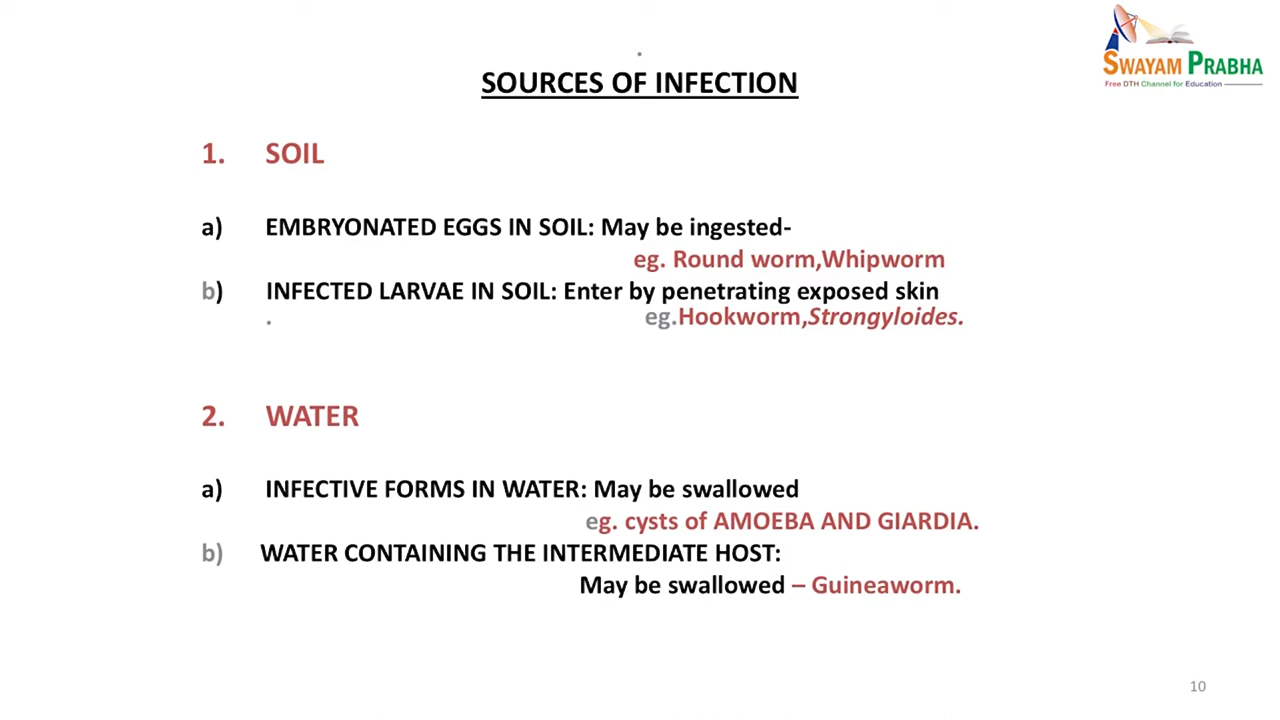 SWAYAM PRABHA
Free DTH Channel for Education
.
SOURCES OF INFECTION
1. SOIL
a) EMBRYONATED EGGS IN SOIL: May be ingested-
eg. Round worm,Whipworm
b) INFECTED LARVAE IN SOIL: Enter by penetrating exposed skin
. eg.Hookworm,Strongyloides.
2. WATER
a) INFECTIVE FORMS IN WATER: May be swallowed
eg. cysts of AMOEBA AND GIARDIA.
b) WATER CONTAINING THE INTERMEDIATE HOST:
May be swallowed – Guineaworm.
10